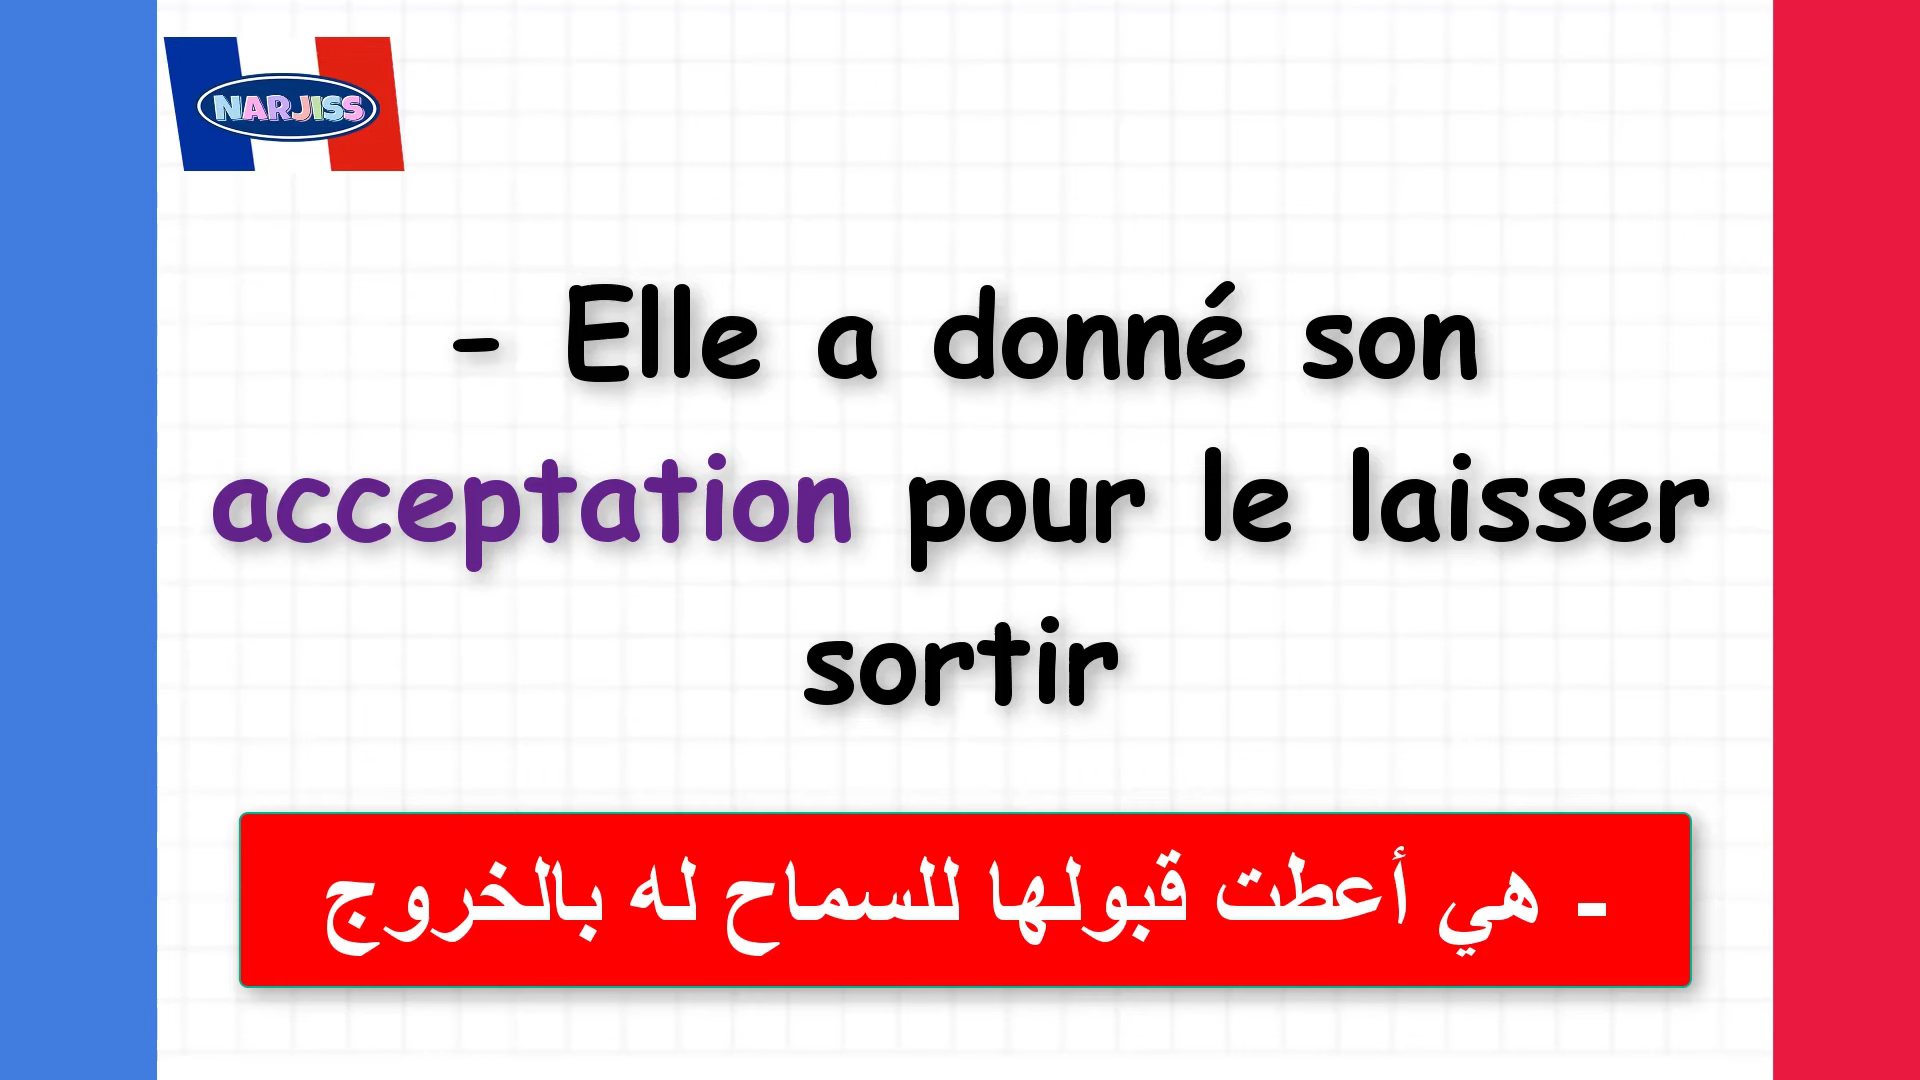 NARJISS
- Elle a donné son
acceptation pour le laisser
sortir
- هي أعطت قبولها للسماح له بالخروج